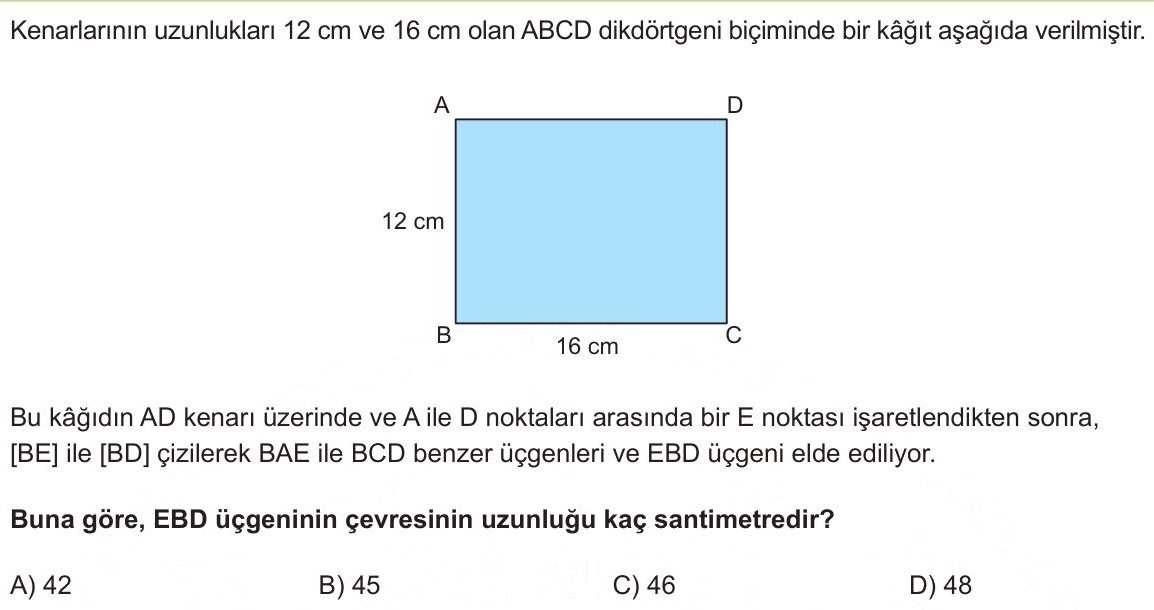 Kenarlarının uzunlukları 12 cm ve 16 cm olan ABCD dikdörtgeni biçiminde bir kâğıt aşağıda verilmiştir.
A
D
12 cm
B
C
16 cm
Bu kâğıdın AD kenarı üzerinde ve A ile D noktaları arasında bir E noktası işaretlendikten sonra,
[BE] ile [BD] çizilerek BAE ile BCD benzer üçgenleri ve EBD üçgeni elde ediliyor.
Buna göre, EBD üçgeninin çevresinin uzunluğu kaç santimetredir?
A) 42
B) 45
C) 46
D) 48